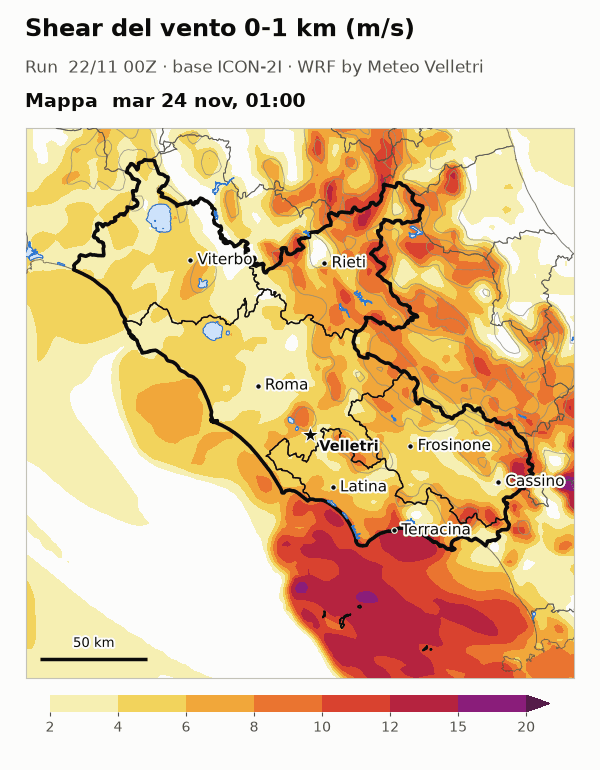 Shear del vento 0-1 km (m/s)
Run  22/11 00Z · base ICON-2I · WRF by Meteo Velletri
Mappa  mar 24 nov, 01:00
Viterbo
Rieti
Roma
Velletri
Frosinone
Cassino
Latina
Terracina
50 km
2 4 6 8 10 12 15 20